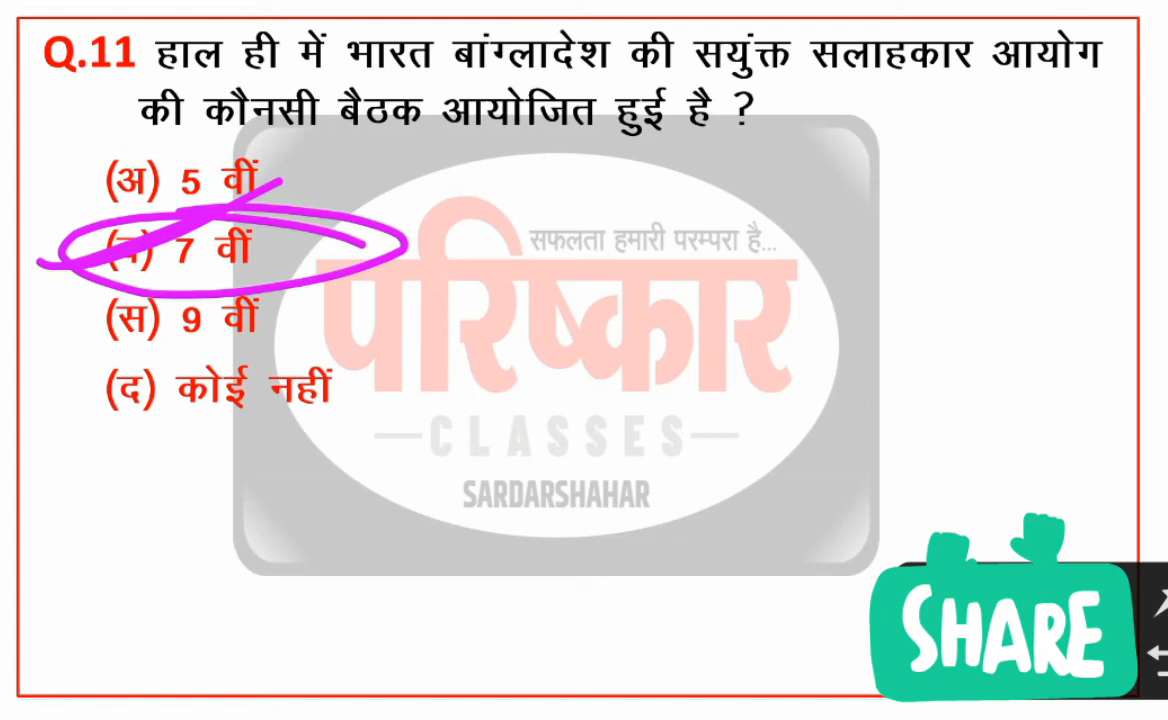 Q.11 हाल ही में भारत बांग्लादेश की सयुंक्त सलाहकार आयोग
की कौनसी बैठक आयोजित हुई है ?
(अ) 5 वीं
(ब) 7 वीं
(स) 9 वीं
(द) कोई नहीं
सफलता हमारी परम्परा है...
परिष्कार
CLASSES
SARDARSHAHAR
SHARE